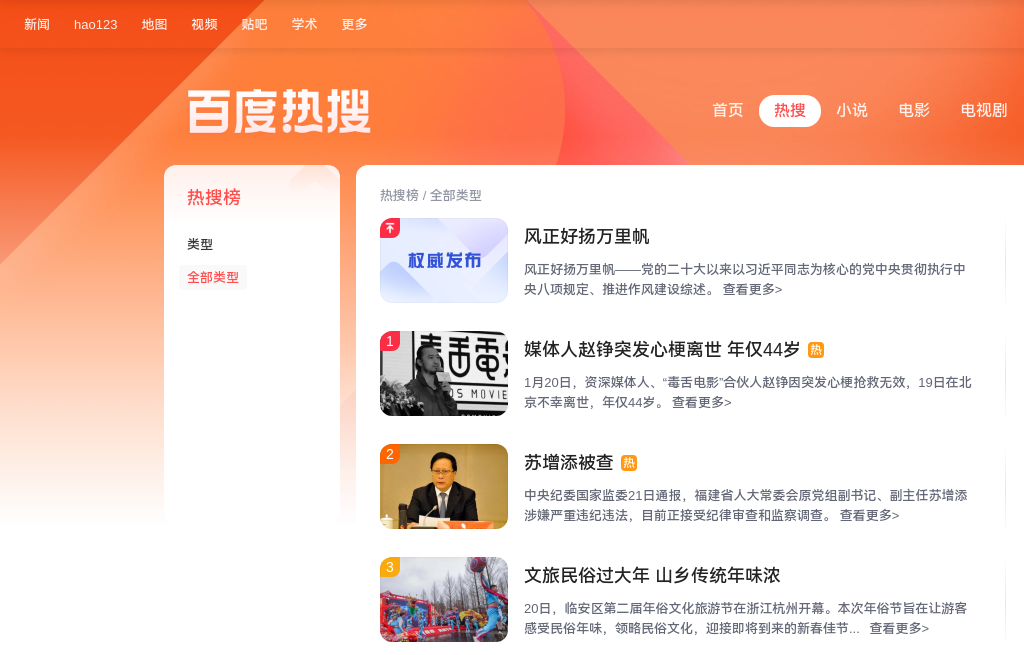 新闻 hao123 地图 视频 贴吧 学术 更多
百度热搜
首页 热搜 小说 电影 电视剧
热搜榜
类型
全部类型
热搜榜 / 全部类型
权威发布
风正好扬万里帆
风正好扬万里帆——党的二十大以来以习近平同志为核心的党中央贯彻执行中
央八项规定、推进作风建设综述。 查看更多>
1
媒体人赵铮突发心梗离世 年仅44岁 热
1月20日，资深媒体人、“毒舌电影”合伙人赵铮因突发心梗抢救无效，19日在北
京不幸离世，年仅44岁。 查看更多>
2
苏增添被查 热
中央纪委国家监委21日通报，福建省人大常委会原党组副书记、副主任苏增添
涉嫌严重违纪违法，目前正接受纪律审查和监察调查。 查看更多>
3
文旅民俗过大年 山乡传统年味浓
20日，临安区第二届年俗文化旅游节在浙江杭州开幕。本次年俗节旨在让游客
感受民俗年味，领略民俗文化，迎接即将到来的新春佳节... 查看更多>